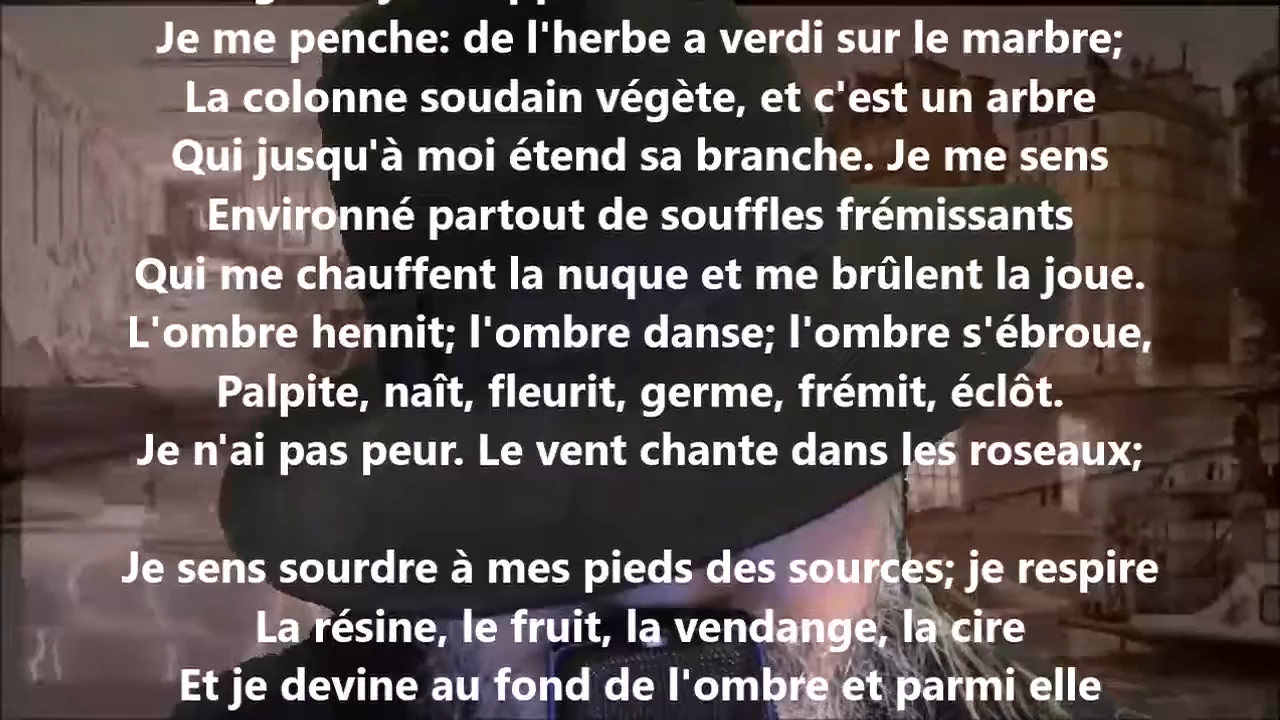 Je me penche: de l'herbe a verdi sur le marbre;
La colonne soudain végète, et c'est un arbre
Qui jusqu'à moi étend sa branche. Je me sens
Environné partout de souffles frémissants
Qui me chauffent la nuque et me brûlent la joue.
L'ombre hennit; l'ombre danse; l'ombre s'ébroue,
Palpite, naît, fleurit, germe, frémit, éclôt.
Je n'ai pas peur. Le vent chante dans les roseaux;
Je sens sourdre à mes pieds des sources; je respire
La résine, le fruit, la vendange, la cire
Et je devine au fond de l'ombre et parmi elle